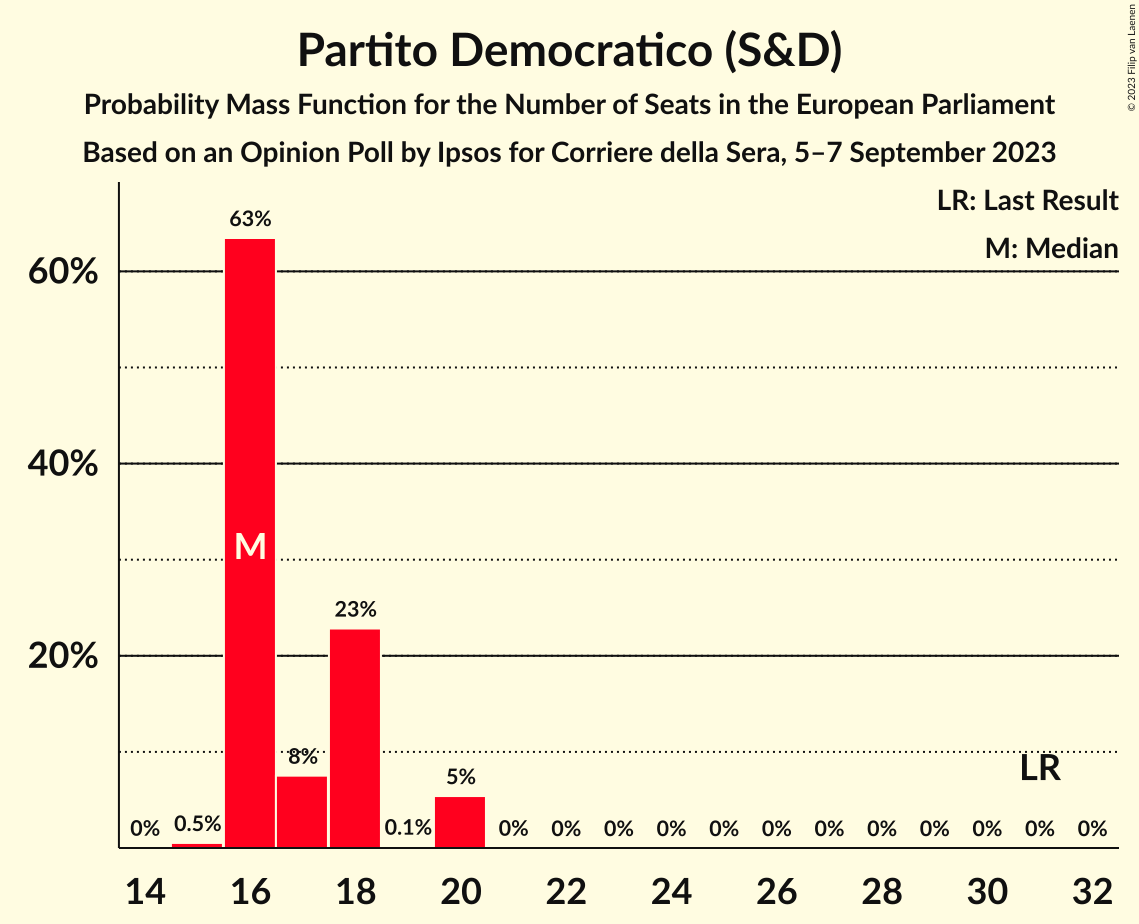 Partito Democratico (S&D)
Probability Mass Function for the Number of Seats in the European Parliament
Based on an Opinion Poll by Ipsos for Corriere della Sera, 5–7 September 2023
© 2023 Filip van Laenen
LR: Last Result
M: Median
63%
60%
40%
M
23%
20%
8%
5%
LR
0% 0.5% 0.1% 0% 0% 0% 0% 0% 0% 0% 0% 0% 0% 0% 0%
14 16 18 20 22 24 26 28 30 32